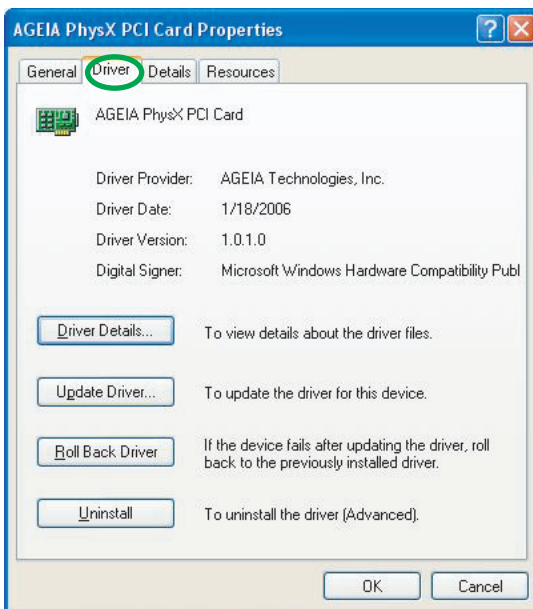 AGEIA PhysX PCI Card Properties
General Driver Details Resources
AGEIA PhysX PCI Card
Driver Provider: AGEIA Technologies, Inc.
Driver Date: 1/18/2006
Driver Version: 1.0.1.0
Digital Signer: Microsoft Windows Hardware Compatibility Publ
Driver Details... To view details about the driver files.
Update Driver... To update the driver for this device.
Roll Back Driver If the device fails after updating the driver, roll
back to the previously installed driver.
Uninstall To uninstall the driver (Advanced).
OK Cancel